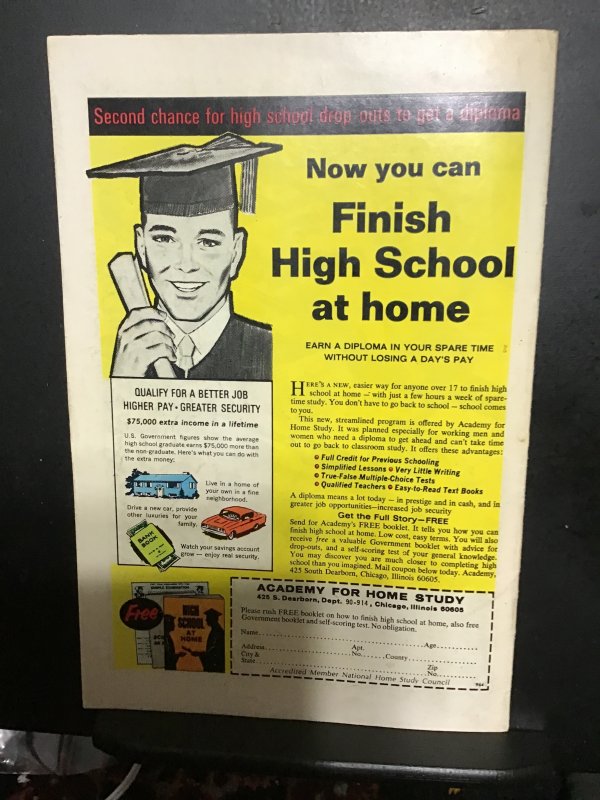 Second chance for high school drop-outs to get a diploma
Now you can
Finish
High School
at home
EARN A DIPLOMA IN YOUR SPARE TIME
WITHOUT LOSING A DAY'S PAY
HERE'S A NEW, easier way for anyone over 17 to finish high
school at home — with just a few hours a week of spare-
time study. You don't have to go back to school — school comes
to you.
This new, streamlined program is offered by Academy for
Home Study. It was planned especially for working men and
women who need a diploma to get ahead and can't take time
out to go back to classroom study. It offers these advantages:
Full Credit for Previous Schooling
Simplified Lessons Very Little Writing
True-False Multiple-Choice Tests
Qualified Teachers Easy-to-Read Text Books
A diploma means a lot today — in prestige and in cash, and in
greater job opportunities—increased job security
Get the Full Story—FREE
Send for Academy's FREE booklet. It tells you how you can
finish high school at home. Low cost, easy terms. You will also
receive free a valuable Government booklet with advice for
drop-outs, and a self-scoring test of your general knowledge.
You may discover you are much closer to completing high
school than you imagined. Mail coupon below today. Academy,
425 South Dearborn, Chicago, Illinois 60605.
QUALIFY FOR A BETTER JOB
HIGHER PAY • GREATER SECURITY
$75,000 extra income in a lifetime
U.S. Government figures show the average
high school graduate earns $75,000 more than
the non-graduate. Here's what you can do with
the extra money:
Live in a home of
your own in a fine
neighborhood.
Drive a new car, provide
other luxuries for your
family.
BANK
BOOK
Watch your savings account
grow — enjoy real security.
Free
HIGH
SCHOOL
AT
HOME
ACADEMY FOR HOME STUDY
425 S. Dearborn, Dept. 90-914, Chicago, Illinois 60605
Please rush FREE booklet on how to finish high school at home, also free
Government booklet and self-scoring test. No obligation.
Name Age
Address Apt. No. County
City & State Zip No.
Accredited Member National Home Study Council